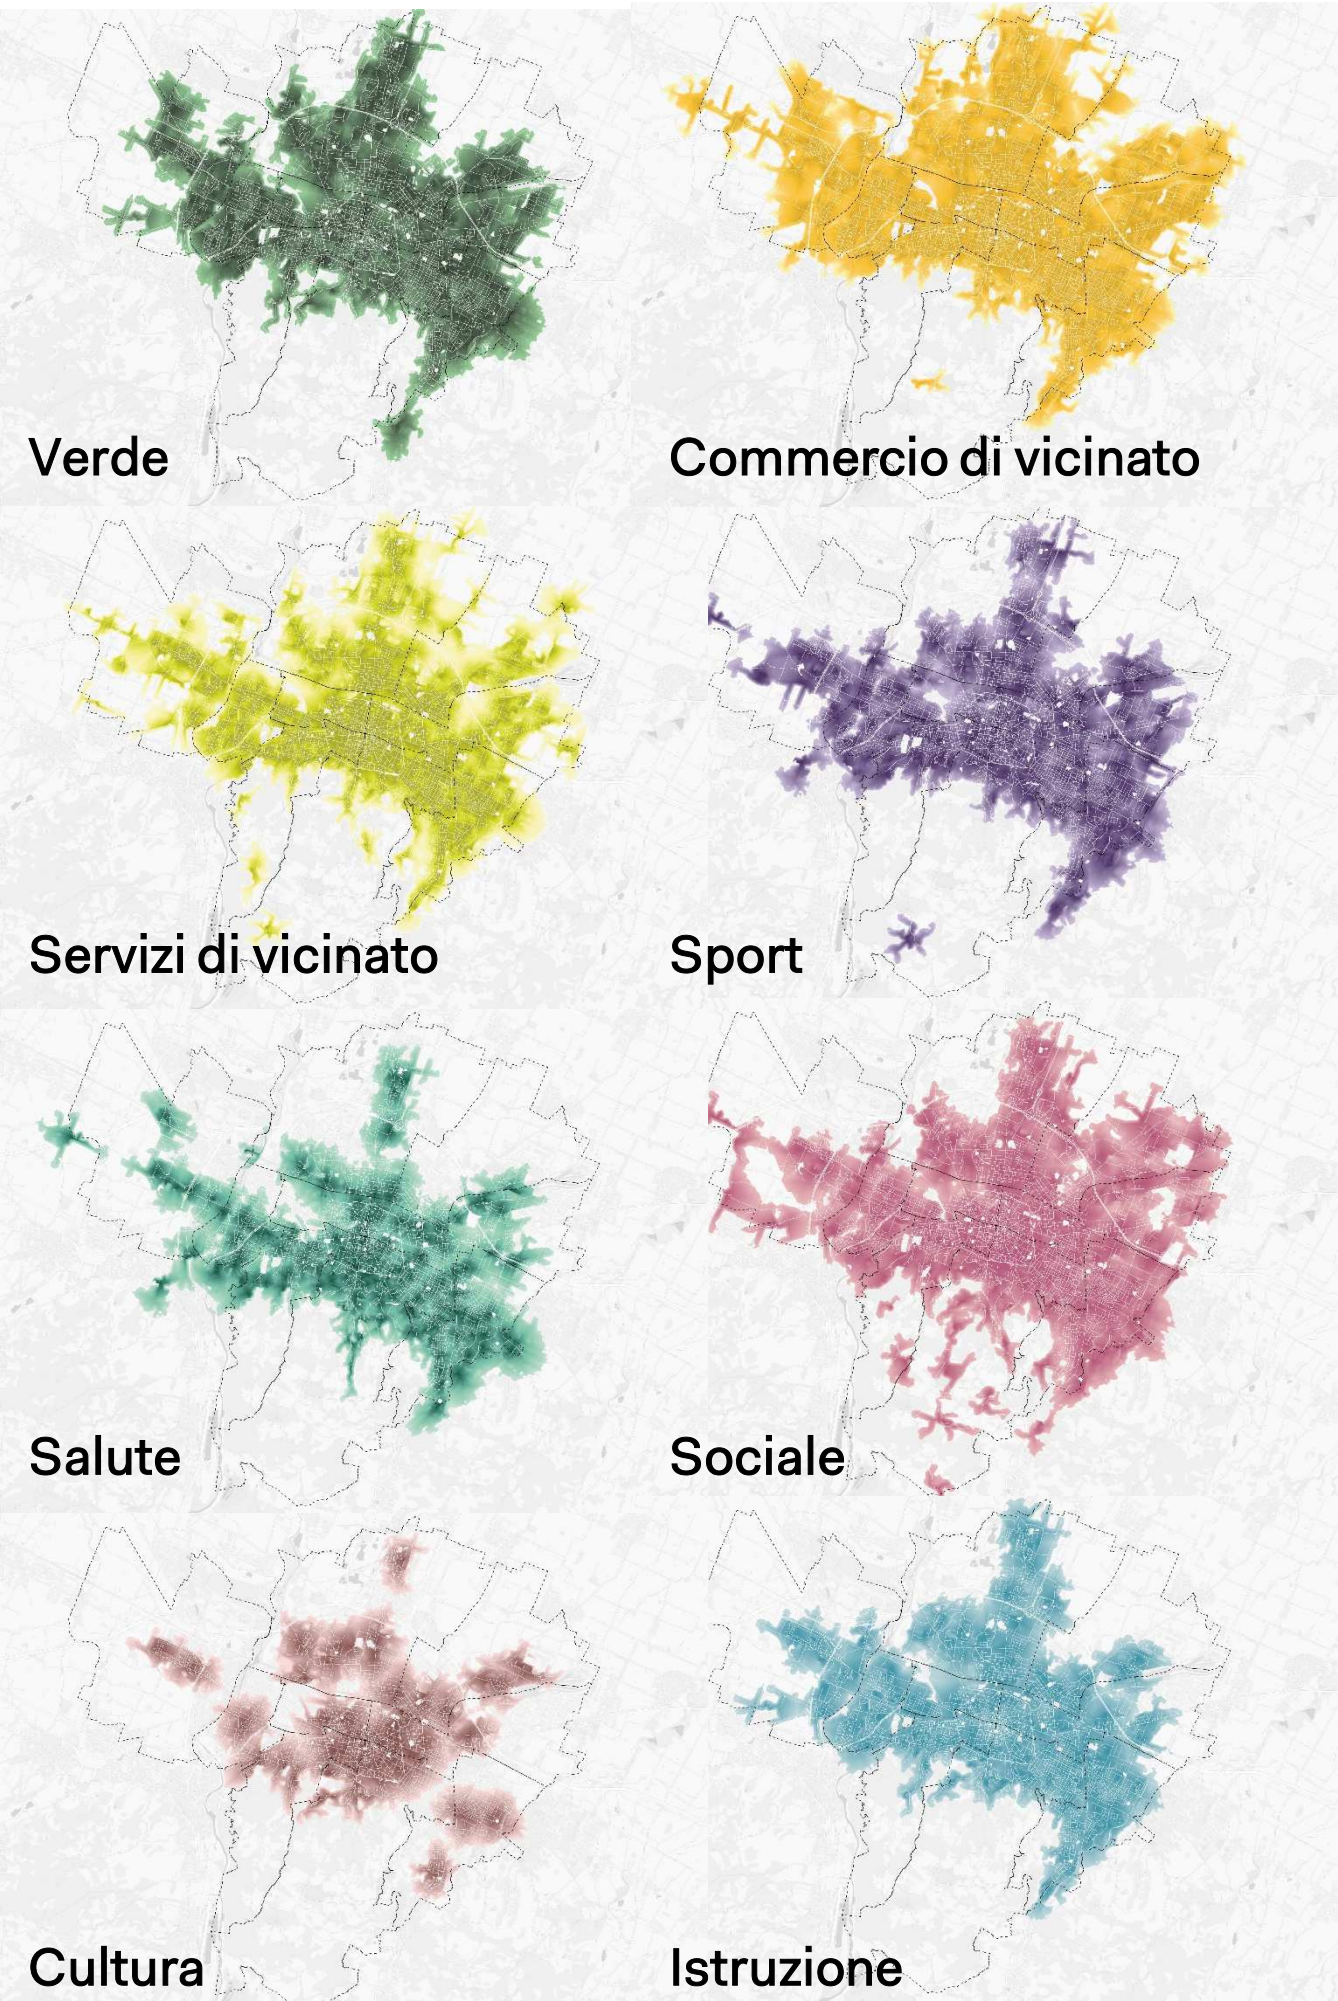 Verde
Commercio di vicinato
Servizi di vicinato
Sport
Salute
Sociale
Cultura
Istruzione